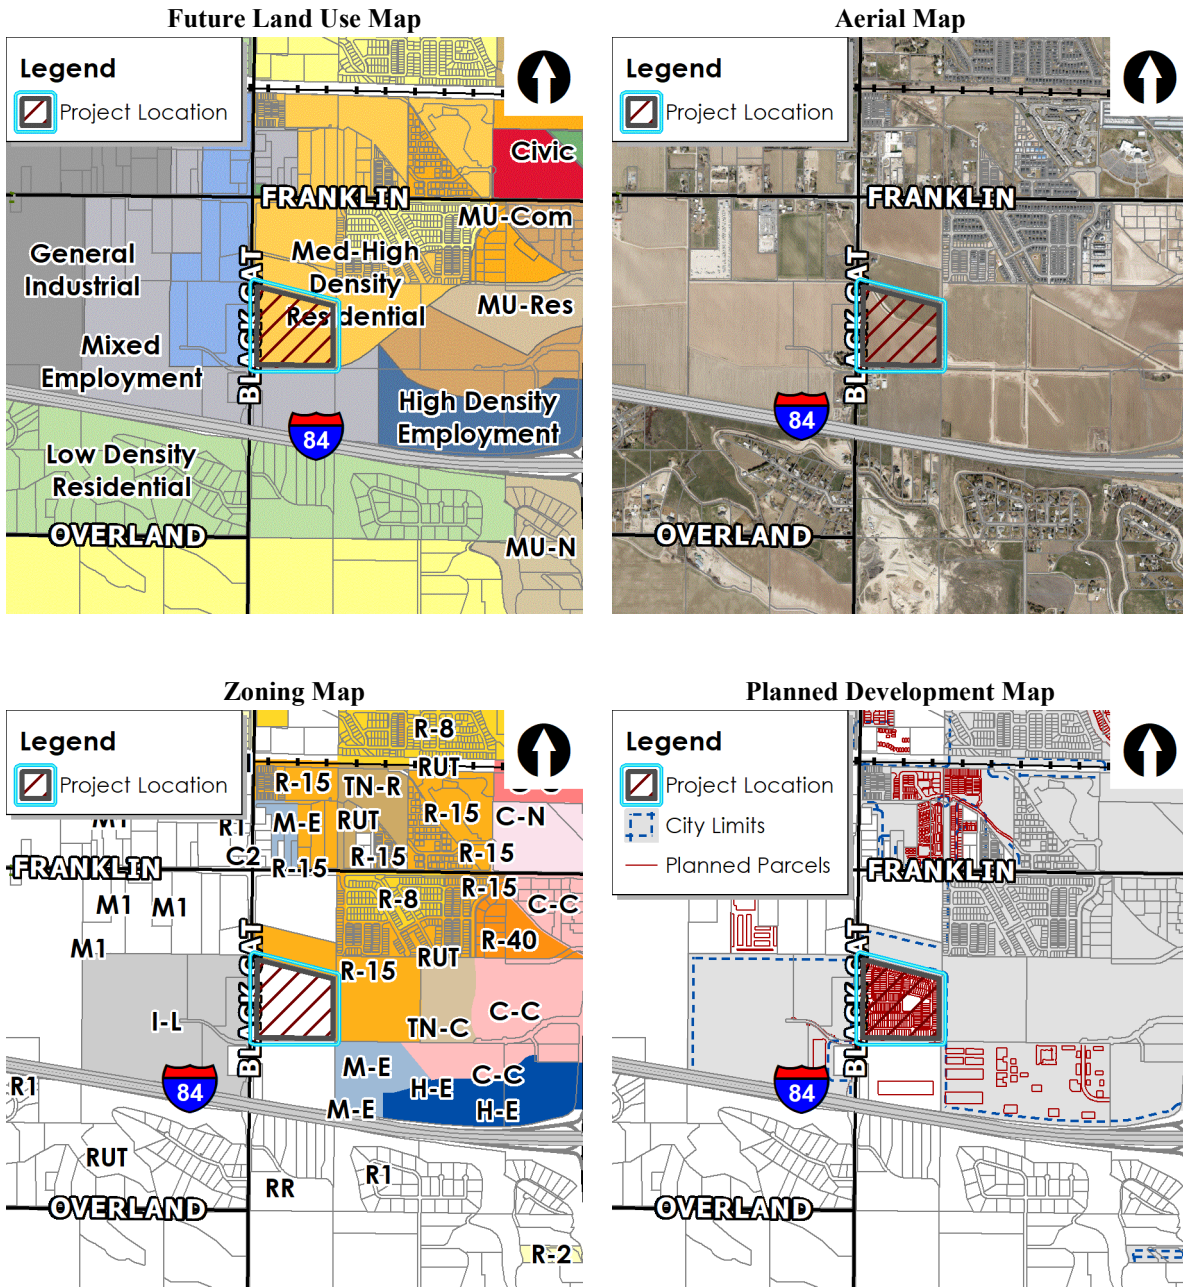 Future Land Use Map
Legend
Project Location
Civic
FRANKLIN
MU-Com
General
Industrial
BLACK CAT
Med-High
Density
Residential
MU-Res
Mixed
Employment
High Density
Employment
84
Low Density
Residential
OVERLAND
MU-N
Aerial Map
Legend
Project Location
FRANKLIN
BLACK CAT
84
OVERLAND
Zoning Map
Legend
Project Location
R-8
RUT
R-15
TN-R
C-N
M1
R1
M-E
RUT
R-15
C2
R-15
R-15
R-15
FRANKLIN
R-15
M1
M1
R-8
C-C
M1
BLACK CAT
R-40
RUT
R-15
I-L
TN-C
C-C
M-E
C-C
R1
84
H-E
M-E
H-E
RUT
R1
RR
OVERLAND
R-2
Planned Development Map
Legend
Project Location
City Limits
Planned Parcels
FRANKLIN
BLACK CAT
84
OVERLAND